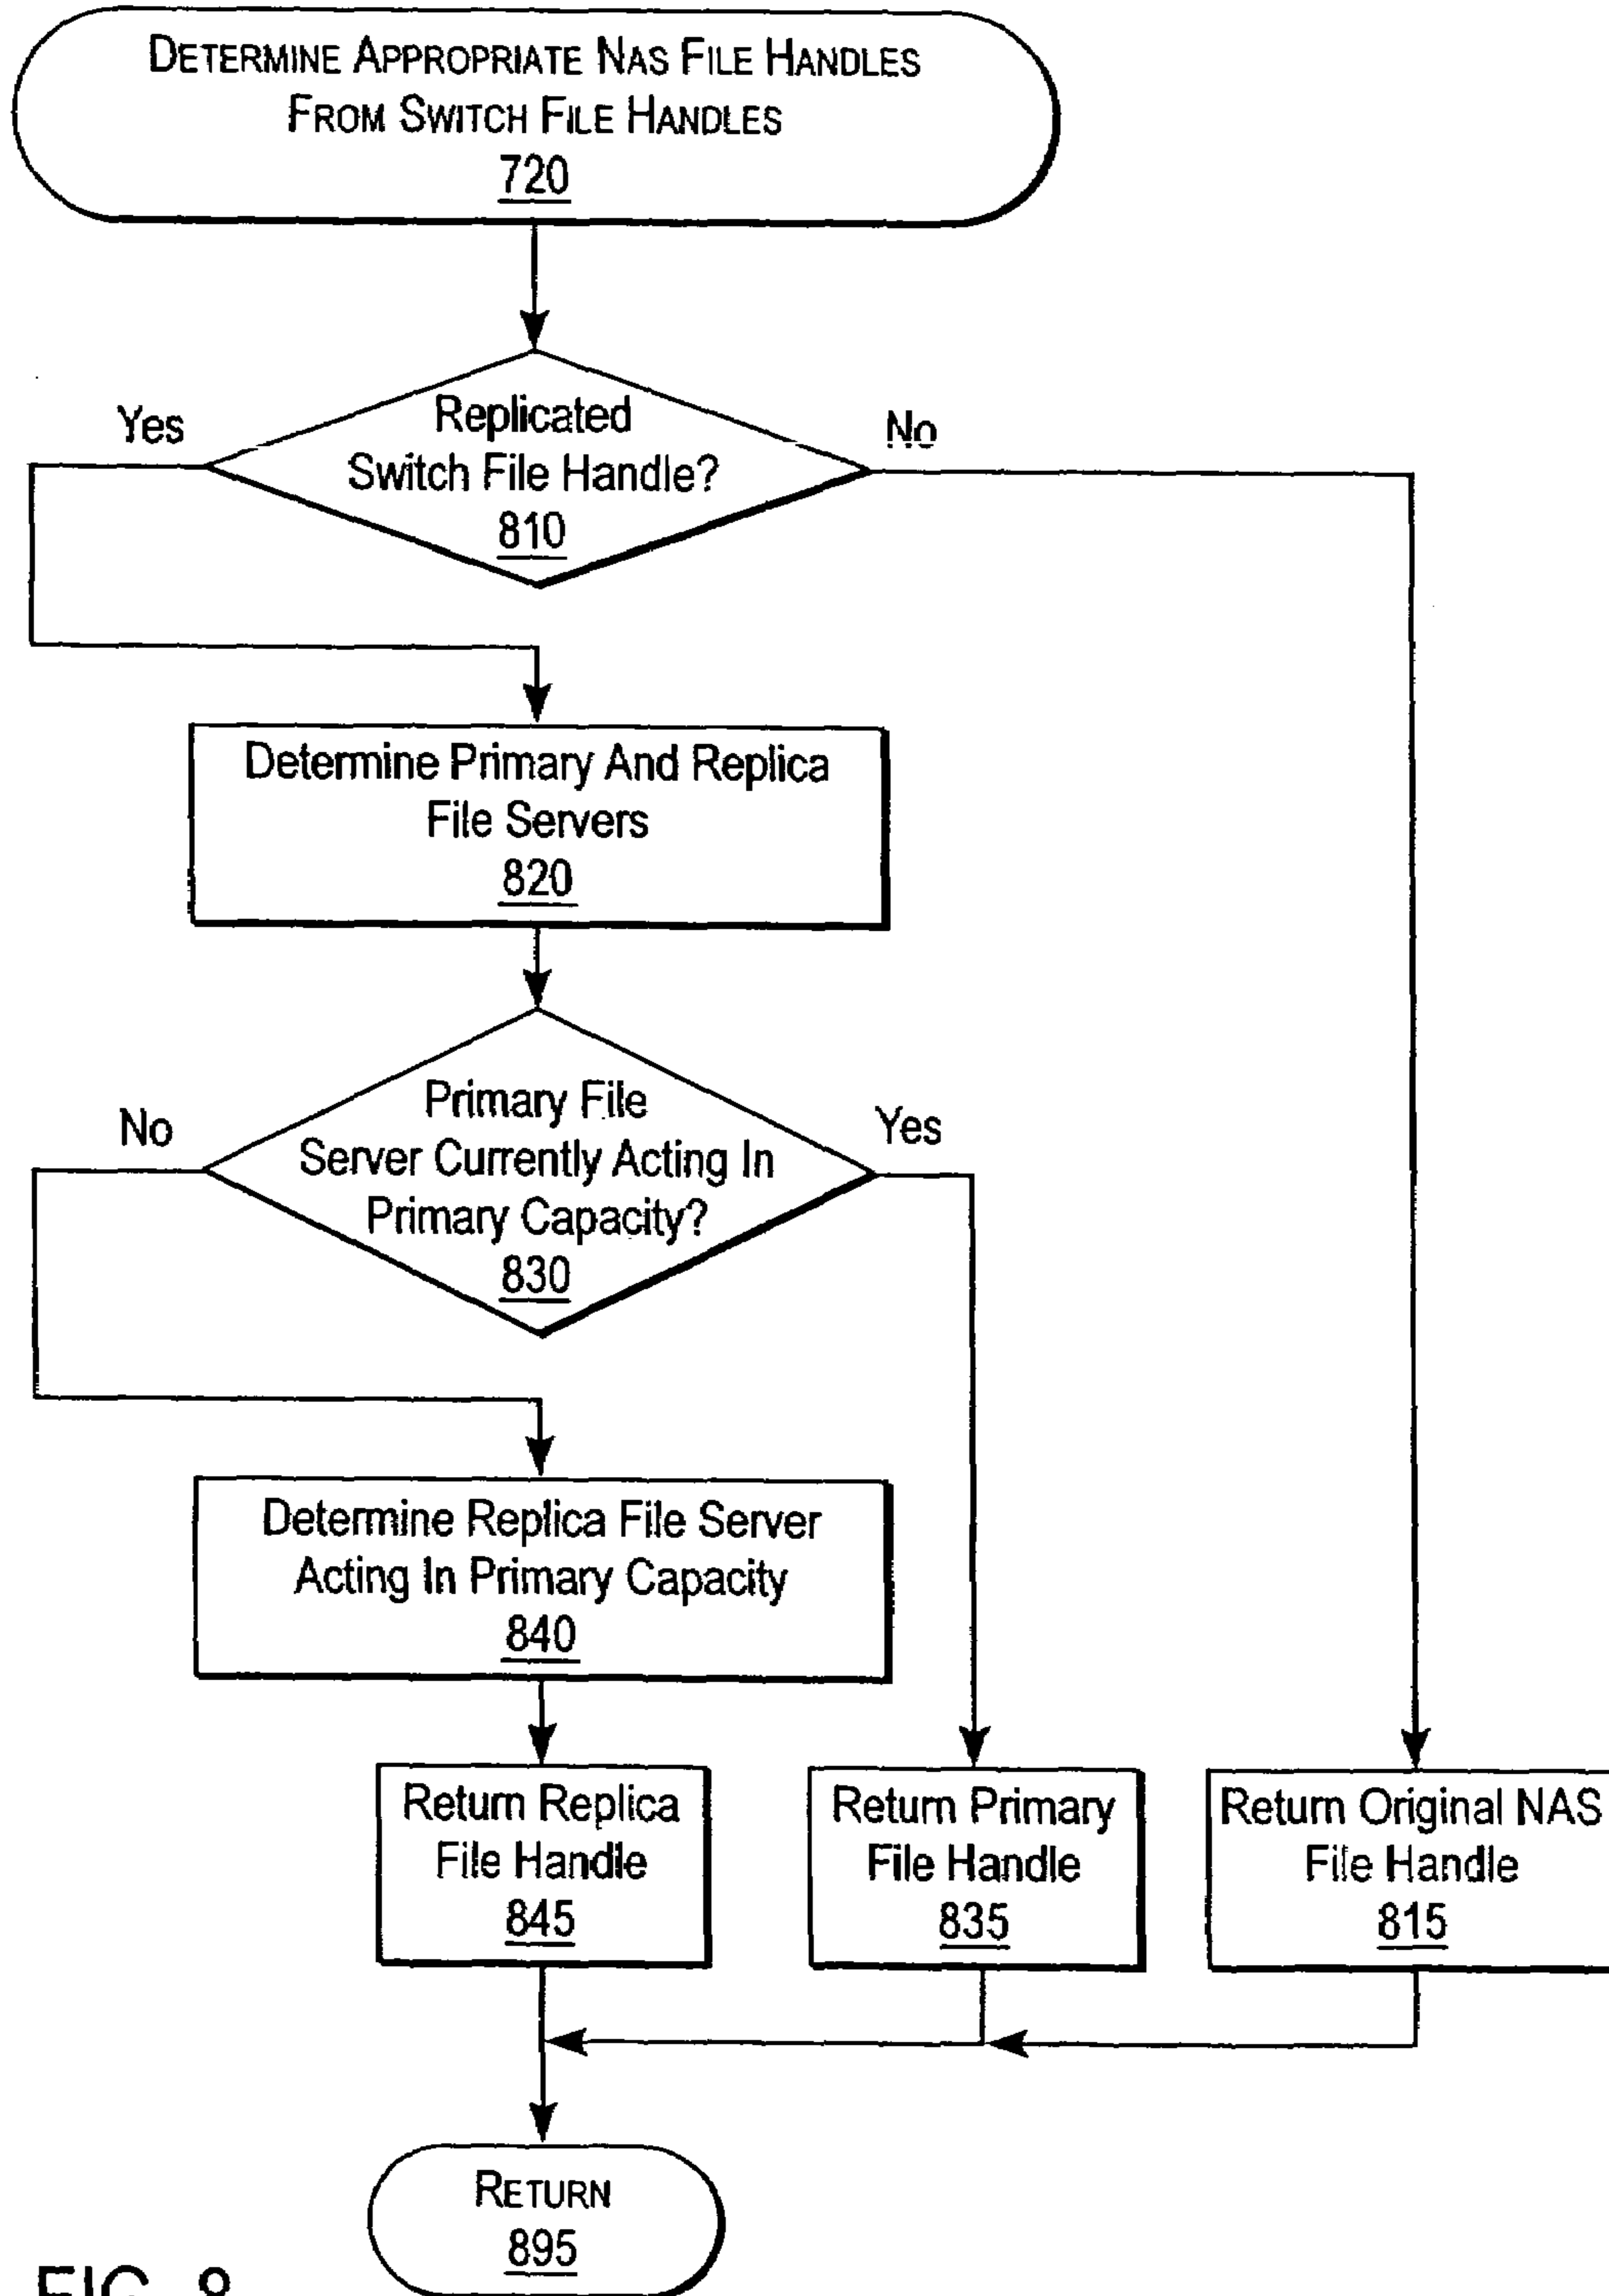 DETERMINE APPROPRIATE NAS FILE HANDLES
FROM SWITCH FILE HANDLES
720
Yes
No
Replicated
Switch File Handle?
810
Determine Primary And Replica
File Servers
820
No
Yes
Primary File
Server Currently Acting In
Primary Capacity?
830
Determine Replica File Server
Acting In Primary Capacity
840
Return Replica
File Handle
845
Return Primary
File Handle
835
Return Original NAS
File Handle
815
RETURN
895
FIG. 8